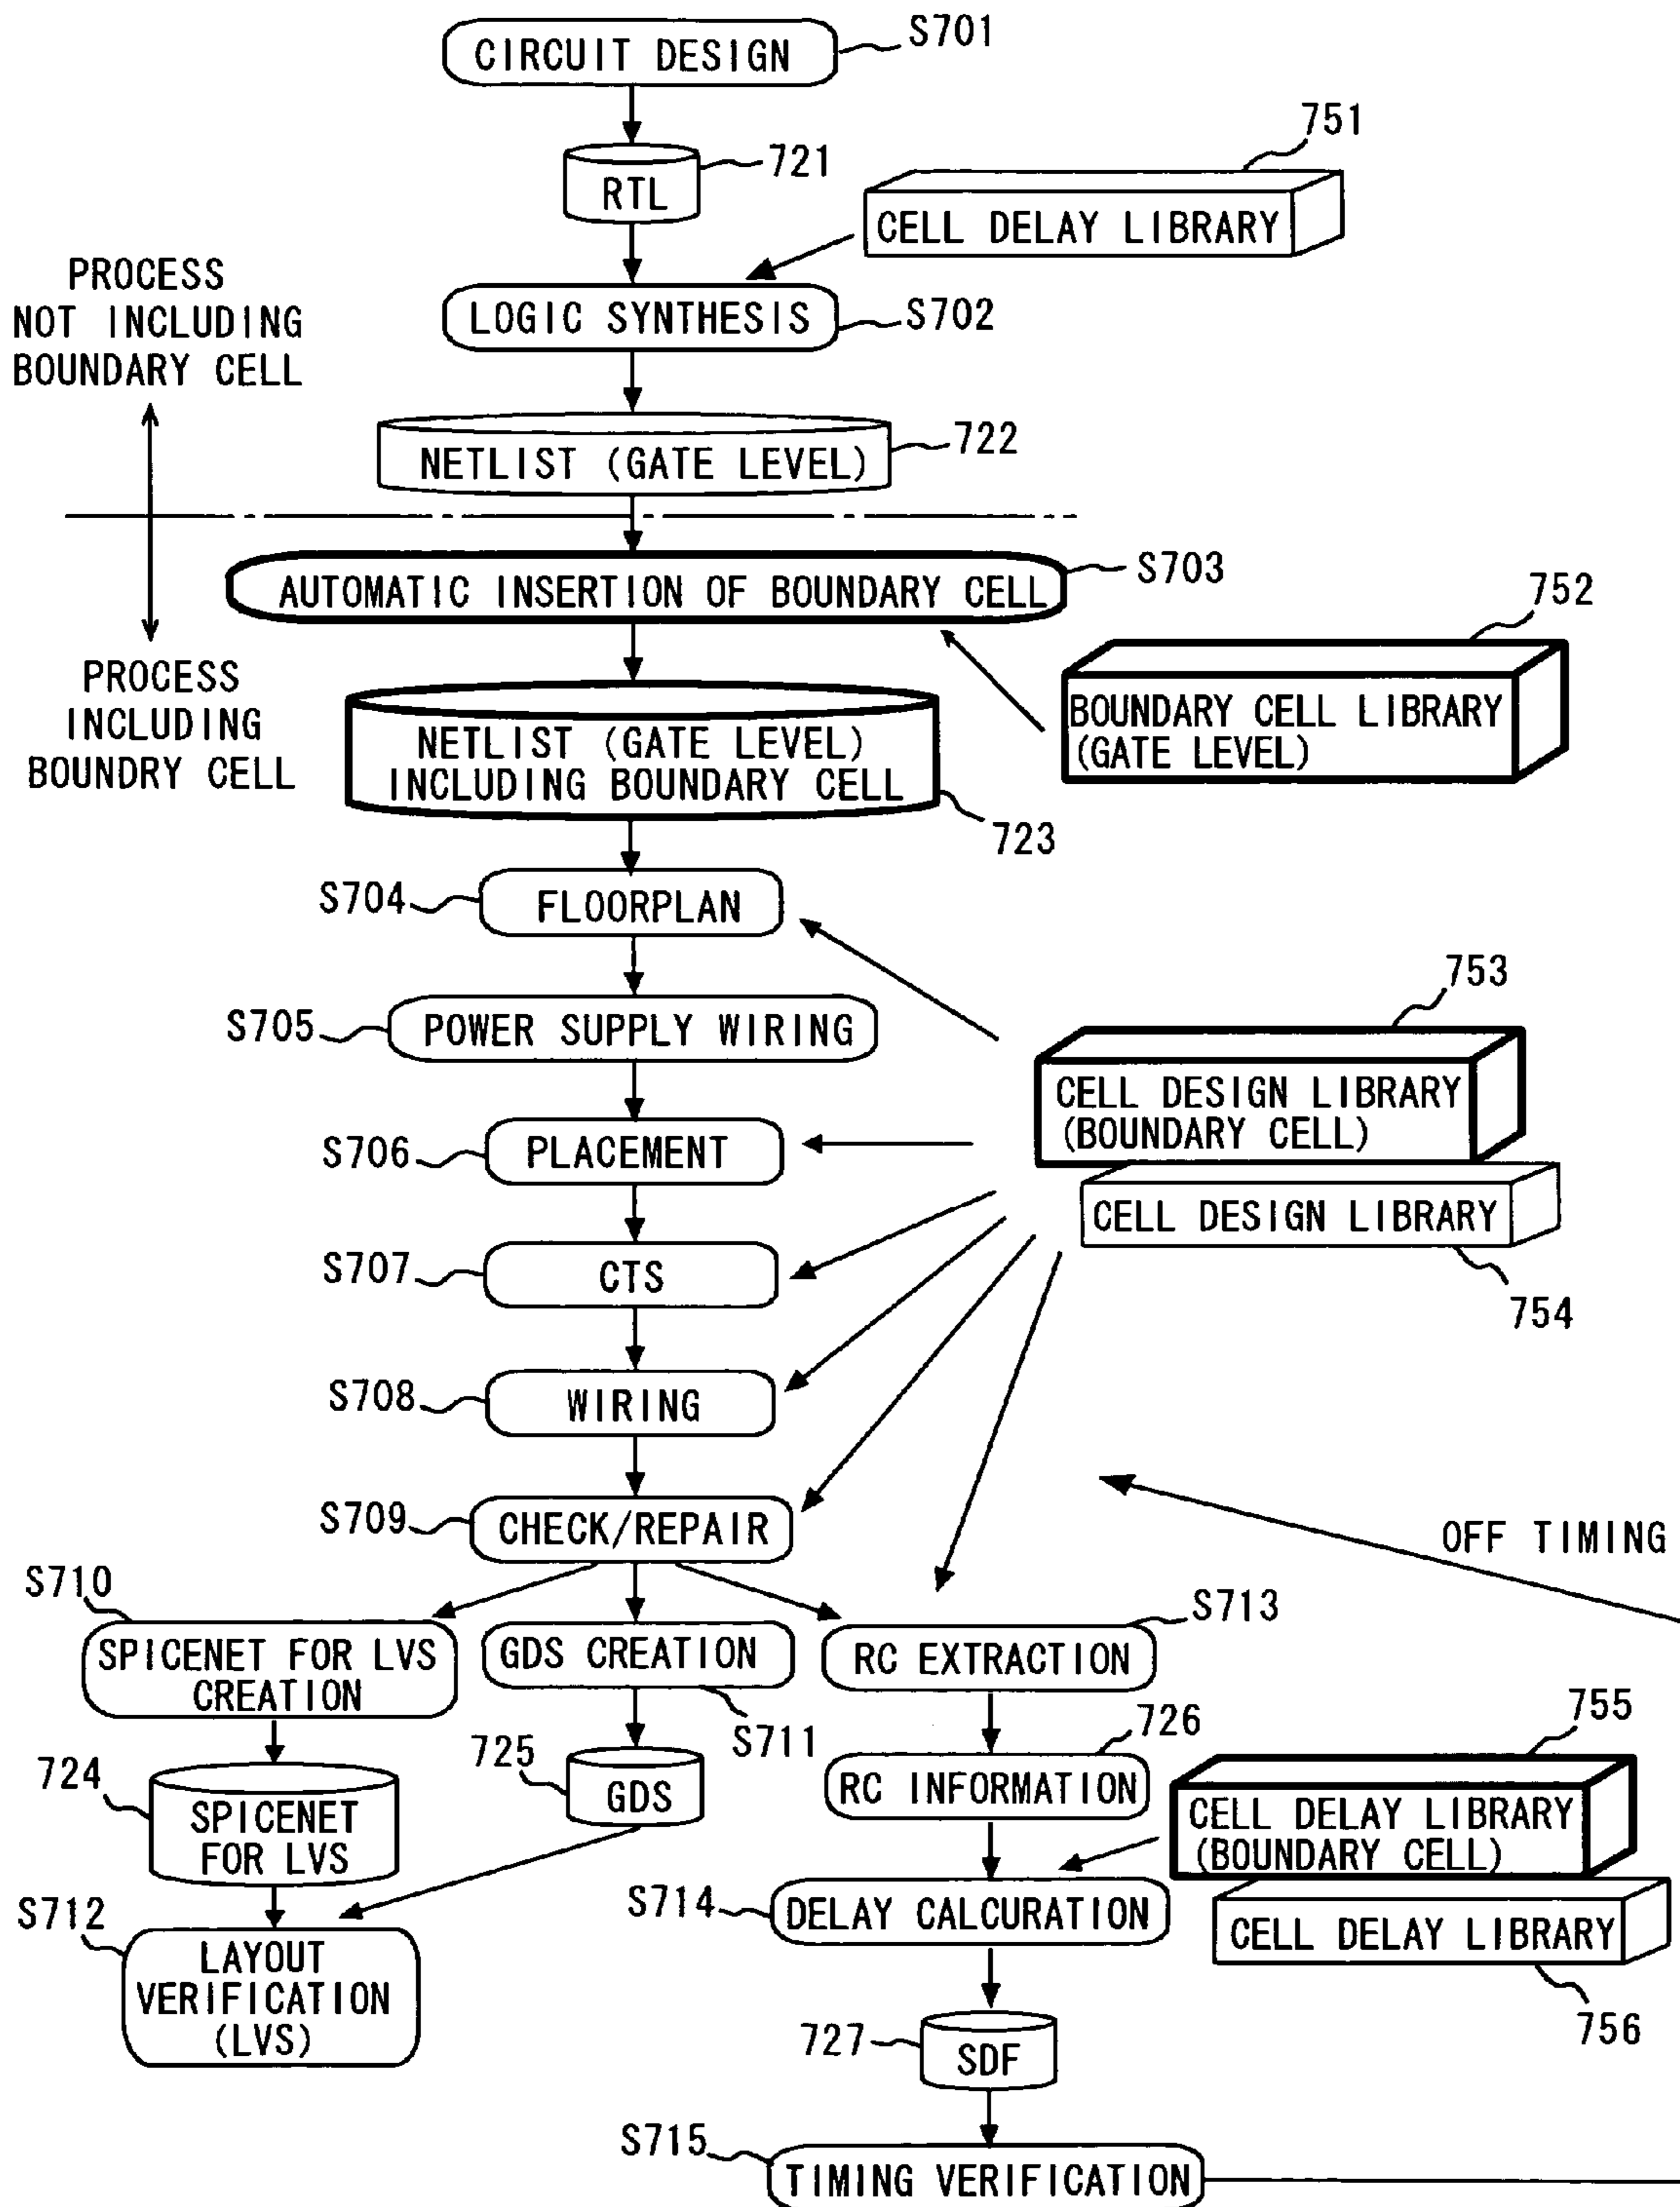 S701
CIRCUIT DESIGN
751
721
RTL
CELL DELAY LIBRARY
PROCESS
NOT INCLUDING
BOUNDARY CELL
LOGIC SYNTHESIS
S702
722
NETLIST (GATE LEVEL)
S703
AUTOMATIC INSERTION OF BOUNDARY CELL
752
PROCESS
INCLUDING
BOUNDRY CELL
BOUNDARY CELL LIBRARY
(GATE LEVEL)
NETLIST (GATE LEVEL)
INCLUDING BOUNDARY CELL
723
S704
FLOORPLAN
753
S705
POWER SUPPLY WIRING
CELL DESIGN LIBRARY
(BOUNDARY CELL)
S706
PLACEMENT
CELL DESIGN LIBRARY
754
S707
CTS
S708
WIRING
S709
CHECK/REPAIR
OFF TIMING
S710
SPICENET FOR LVS
CREATION
GDS CREATION
S711
S713
RC EXTRACTION
724
SPICENET
FOR LVS
725
GDS
726
RC INFORMATION
755
CELL DELAY LIBRARY
(BOUNDARY CELL)
S712
LAYOUT
VERIFICATION
(LVS)
S714
DELAY CALCURATION
CELL DELAY LIBRARY
756
727
SDF
S715
TIMING VERIFICATION